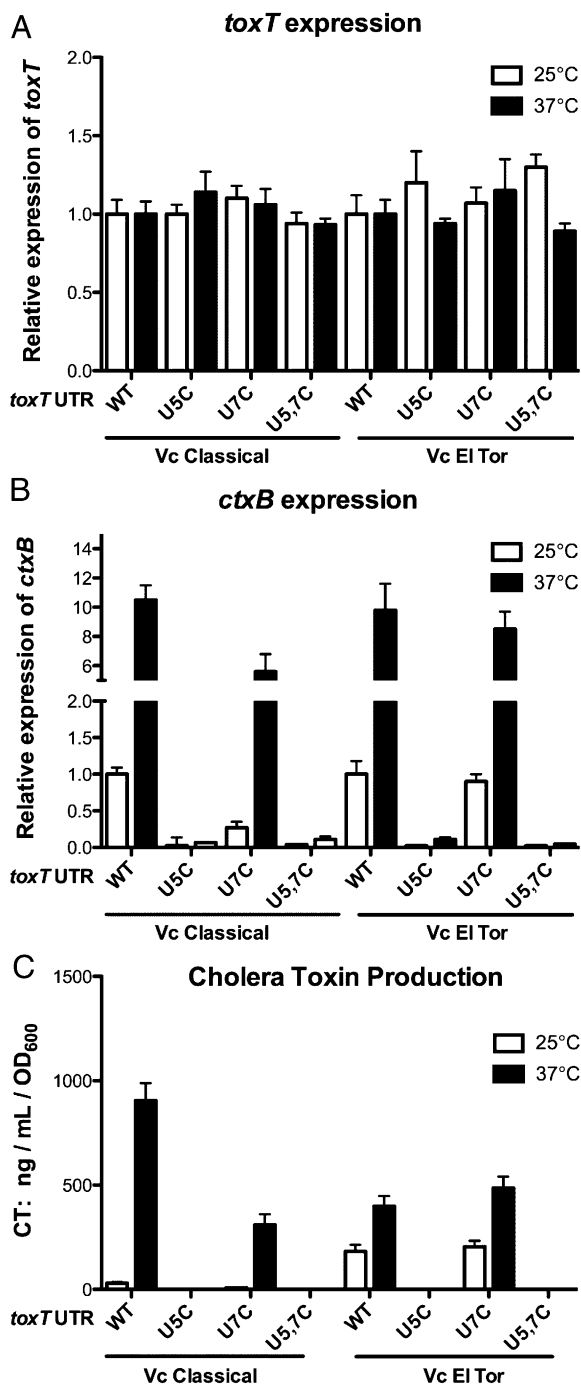 A
toxT expression
Relative expression of toxT
2.0
1.5
1.0
0.5
0.0
25°C
37°C
toxT UTR
WT
U5C
U7C
U5,7C
WT
U5C
U7C
U5,7C
Vc Classical
Vc El Tor
B
ctxB expression
Relative expression of ctxB
14
12
10
8
6
2.0
1.5
1.0
0.5
0.0
25°C
37°C
toxT UTR
WT
U5C
U7C
U5,7C
WT
U5C
U7C
U5,7C
Vc Classical
Vc El Tor
C
Cholera Toxin Production
CT: ng / mL / OD600
1500
1000
500
0
25°C
37°C
toxT UTR
WT
U5C
U7C
U5,7C
WT
U5C
U7C
U5,7C
Vc Classical
Vc El Tor